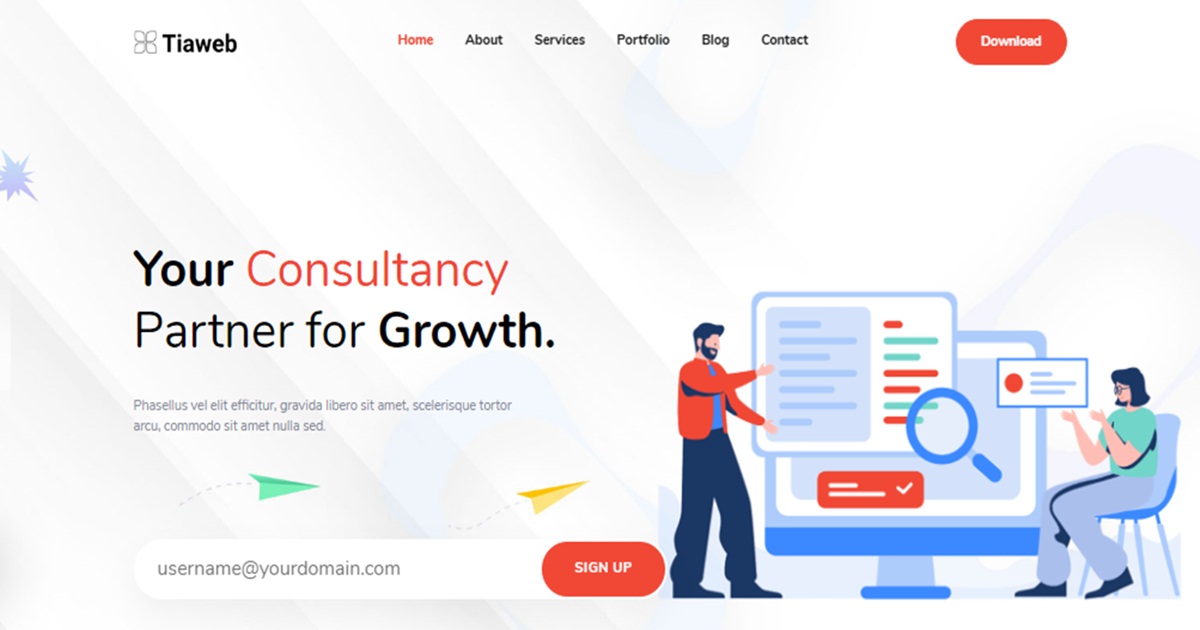 Tiaweb
Home About Services Portfolio Blog Contact
Download
Your Consultancy
Partner for Growth.
Phasellus vel elit efficitur, gravida libero sit amet, scelerisque tortor
arcu, commodo sit amet nulla sed.
username@yourdomain.com
SIGN UP